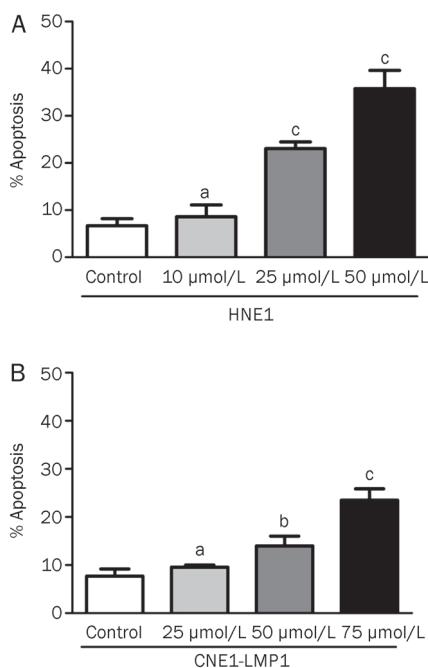 A
% Apoptosis
50
40
30
20
10
0
a
c
c
Control 10 µmol/L 25 µmol/L 50 µmol/L
HNE1
B
% Apoptosis
50
40
30
20
10
0
a
b
c
Control 25 µmol/L 50 µmol/L 75 µmol/L
CNE1-LMP1